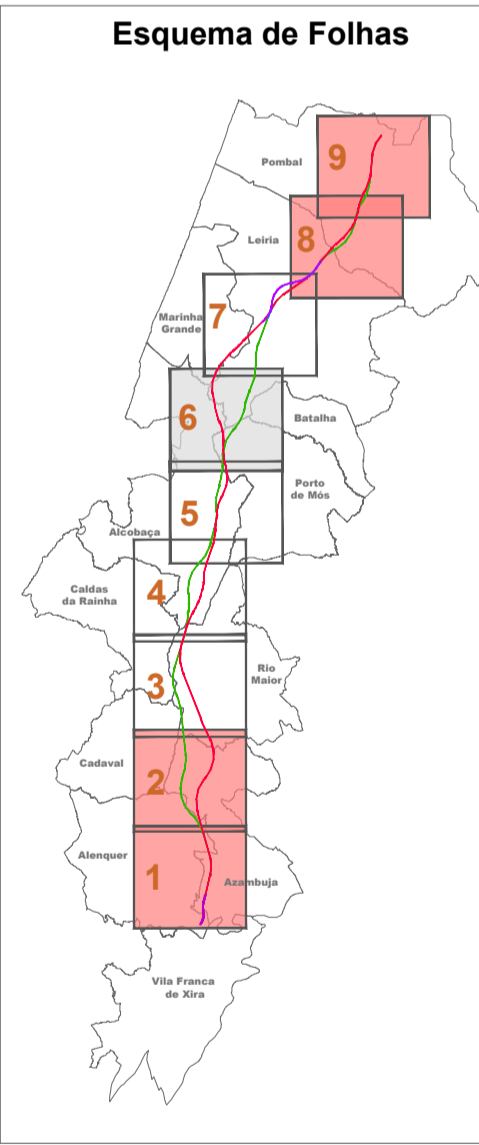 Esquema de Folhas
9
Pombal
8
Leiria
7
Marinha
Grande
6
Batalha
Porto
de Mós
5
Alcobaça
4
Caldas
da Rainha
Rio
Maior
3
Cadaval
2
Alenquer
1
Azambuja
Vila Franca
de Xira